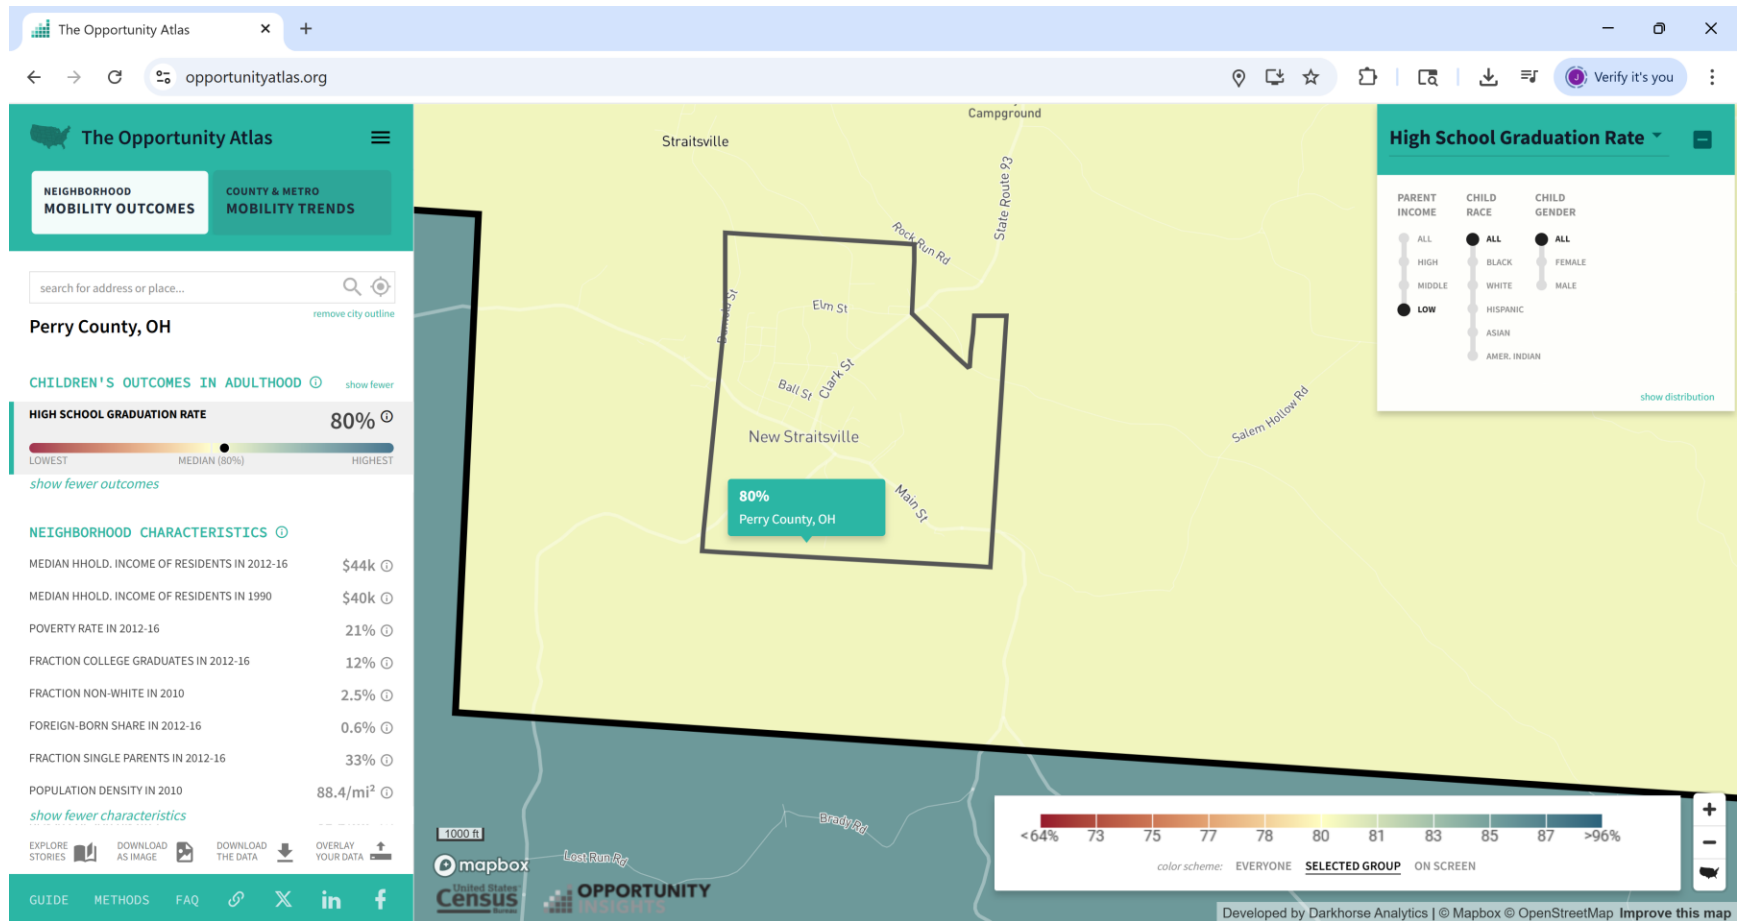 The Opportunity Atlas
opportunityatlas.org
Verify it's you
The Opportunity Atlas
NEIGHBORHOOD
MOBILITY OUTCOMES
COUNTY & METRO
MOBILITY TRENDS
search for address or place...
remove city outline
Perry County, OH
CHILDREN'S OUTCOMES IN ADULTHOOD
show fewer
HIGH SCHOOL GRADUATION RATE
80%
LOWEST
MEDIAN (80%)
HIGHEST
show fewer outcomes
NEIGHBORHOOD CHARACTERISTICS
MEDIAN HHOLD. INCOME OF RESIDENTS IN 2012-16 $44k
MEDIAN HHOLD. INCOME OF RESIDENTS IN 1990 $40k
POVERTY RATE IN 2012-16 21%
FRACTION COLLEGE GRADUATES IN 2012-16 12%
FRACTION NON-WHITE IN 2010 2.5%
FOREIGN-BORN SHARE IN 2012-16 0.6%
FRACTION SINGLE PARENTS IN 2012-16 33%
POPULATION DENSITY IN 2010 88.4/mi²
show fewer characteristics
EXPLORE
STORIES
DOWNLOAD
AS IMAGE
DOWNLOAD
THE DATA
OVERLAY
YOUR DATA
GUIDE METHODS FAQ
Campground
Straitsville
State Route 93
Rock Run Rd
Elm St
Clark St
Ball St
New Straitsville
Main St
Salem Hollow Rd
80%
Perry County, OH
Brady Rd
Lost Run Rd
1000 ft
mapbox
United States
Census
Bureau
OPPORTUNITY
INSIGHTS
High School Graduation Rate
PARENT
INCOME
ALL
HIGH
MIDDLE
LOW
CHILD
RACE
ALL
BLACK
WHITE
HISPANIC
ASIAN
AMER. INDIAN
CHILD
GENDER
ALL
FEMALE
MALE
show distribution
<64% 73 75 77 78 80 81 83 85 87 >96%
color scheme: EVERYONE SELECTED GROUP ON SCREEN
Developed by Darkhorse Analytics | © Mapbox © OpenStreetMap Improve this map